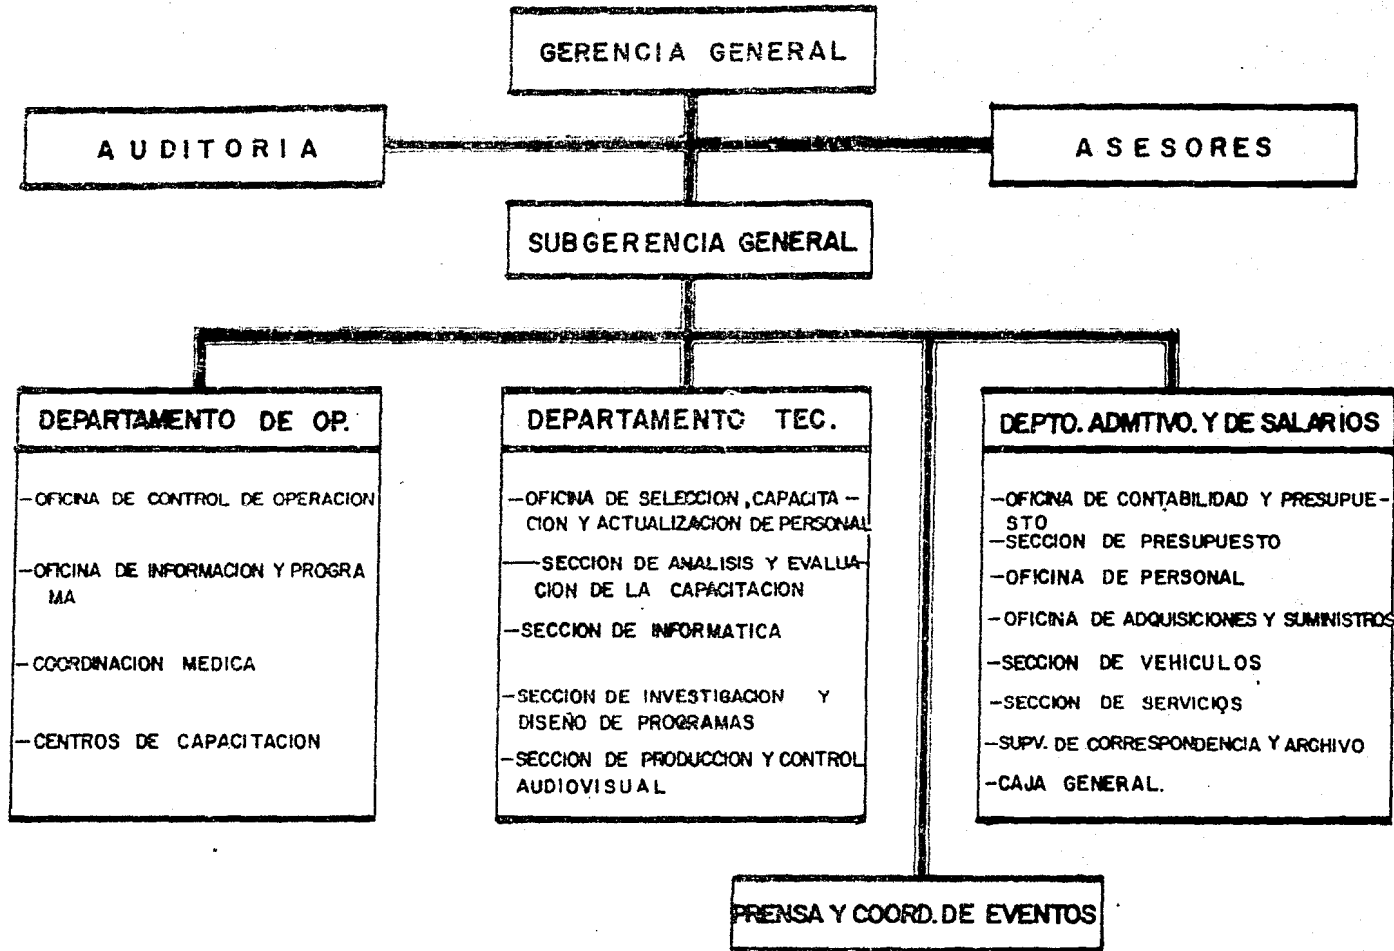 GERENCIA GENERAL
AUDITORIA
ASESORES
SUBGERENCIA GENERAL
DEPARTAMENTO DE OP.
-OFICINA DE CONTROL DE OPERACION
-OFICINA DE INFORMACION Y PROGRA
MA
-COORDINACION MEDICA
-CENTROS DE CAPACITACION
DEPARTAMENTO TEC.
-OFICINA DE SELECCION, CAPACITA-
CION Y ACTUALIZACION DE PERSONAL
-SECCION DE ANALISIS Y EVALUA-
CION DE LA CAPACITACION
-SECCION DE INFORMATICA
-SECCION DE INVESTIGACION Y
DISEÑO DE PROGRAMAS
-SECCION DE PRODUCCION Y CONTROL
AUDIOVISUAL
DEPTO. ADMTIVO. Y DE SALARIOS
-OFICINA DE CONTABILIDAD Y PRESUPUE-
STO
-SECCION DE PRESUPUESTO
-OFICINA DE PERSONAL
-OFICINA DE ADQUISICIONES Y SUMINISTROS
-SECCION DE VEHICULOS
-SECCION DE SERVICIOS
-SUPV. DE CORRESPONDENCIA Y ARCHIVO
-CAJA GENERAL.
PRENSA Y COORD. DE EVENTOS